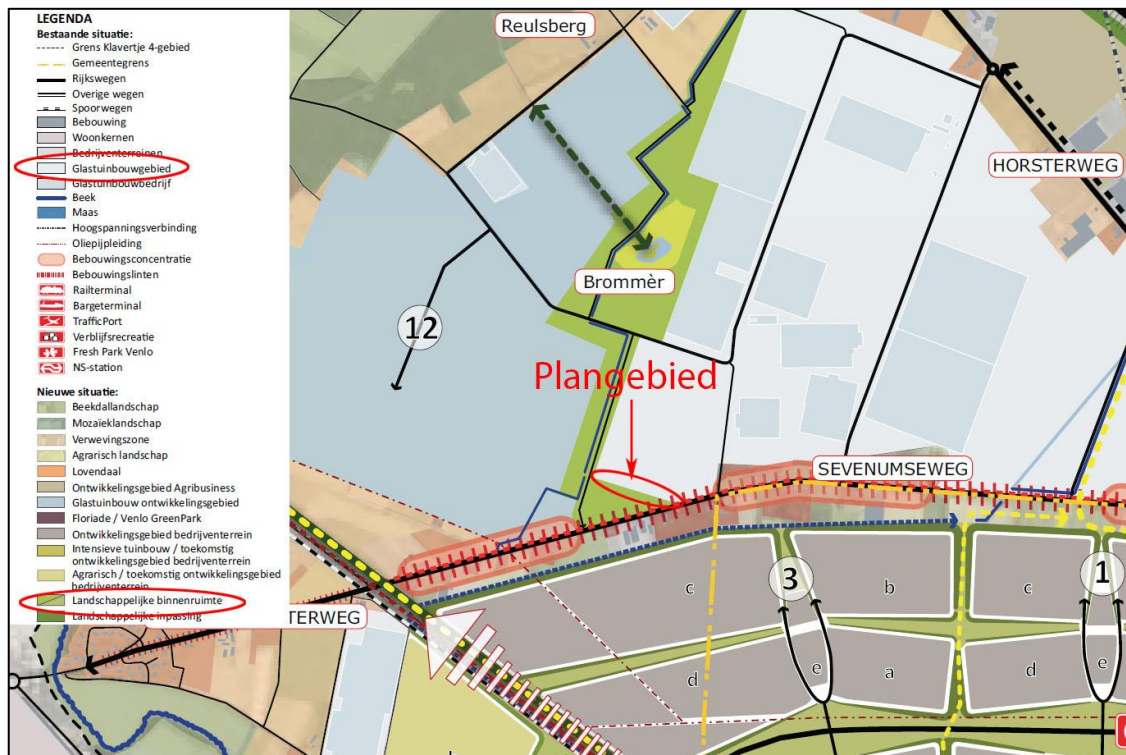 LEGENDA
Bestaande situatie:
Grens Klavertje 4-gebied
Gemeentegrens
Rijkswegen
Overige wegen
Spoorwegen
Bebouwing
Woonkernen
Bedrijventerreinen
Glastuinbouwgebied
Glastuinbouwbedrijf
Beek
Maas
Hoogspanningsverbinding
Oliepijpleiding
Bebouwingsconcentratie
Bebouwingslinten
Railterminal
Bargeterminal
TrafficPort
Verblijfsrecreatie
Fresh Park Venlo
NS-station
Nieuwe situatie:
Beekdallandschap
Mozaïeklandschap
Verwevingszone
Agrarisch landschap
Lovendaal
Ontwikkelingsgebied Agribusiness
Glastuinbouw ontwikkelingsgebied
Floriade / Venlo GreenPark
Ontwikkelingsgebied bedrijventerrein
Intensieve tuinbouw / toekomstig
ontwikkelingsgebied bedrijventerrein
Agrarisch / toekomstig ontwikkelingsgebied
bedrijventerrein
Landschappelijke binnenruimte
Landschappelijke inpassing
Reulsberg
HORSTERWEG
Brommèr
12
Plangebied
SEVENUMSEWEG
c
3
b
c
1
TERWEG
d
e
a
d
e